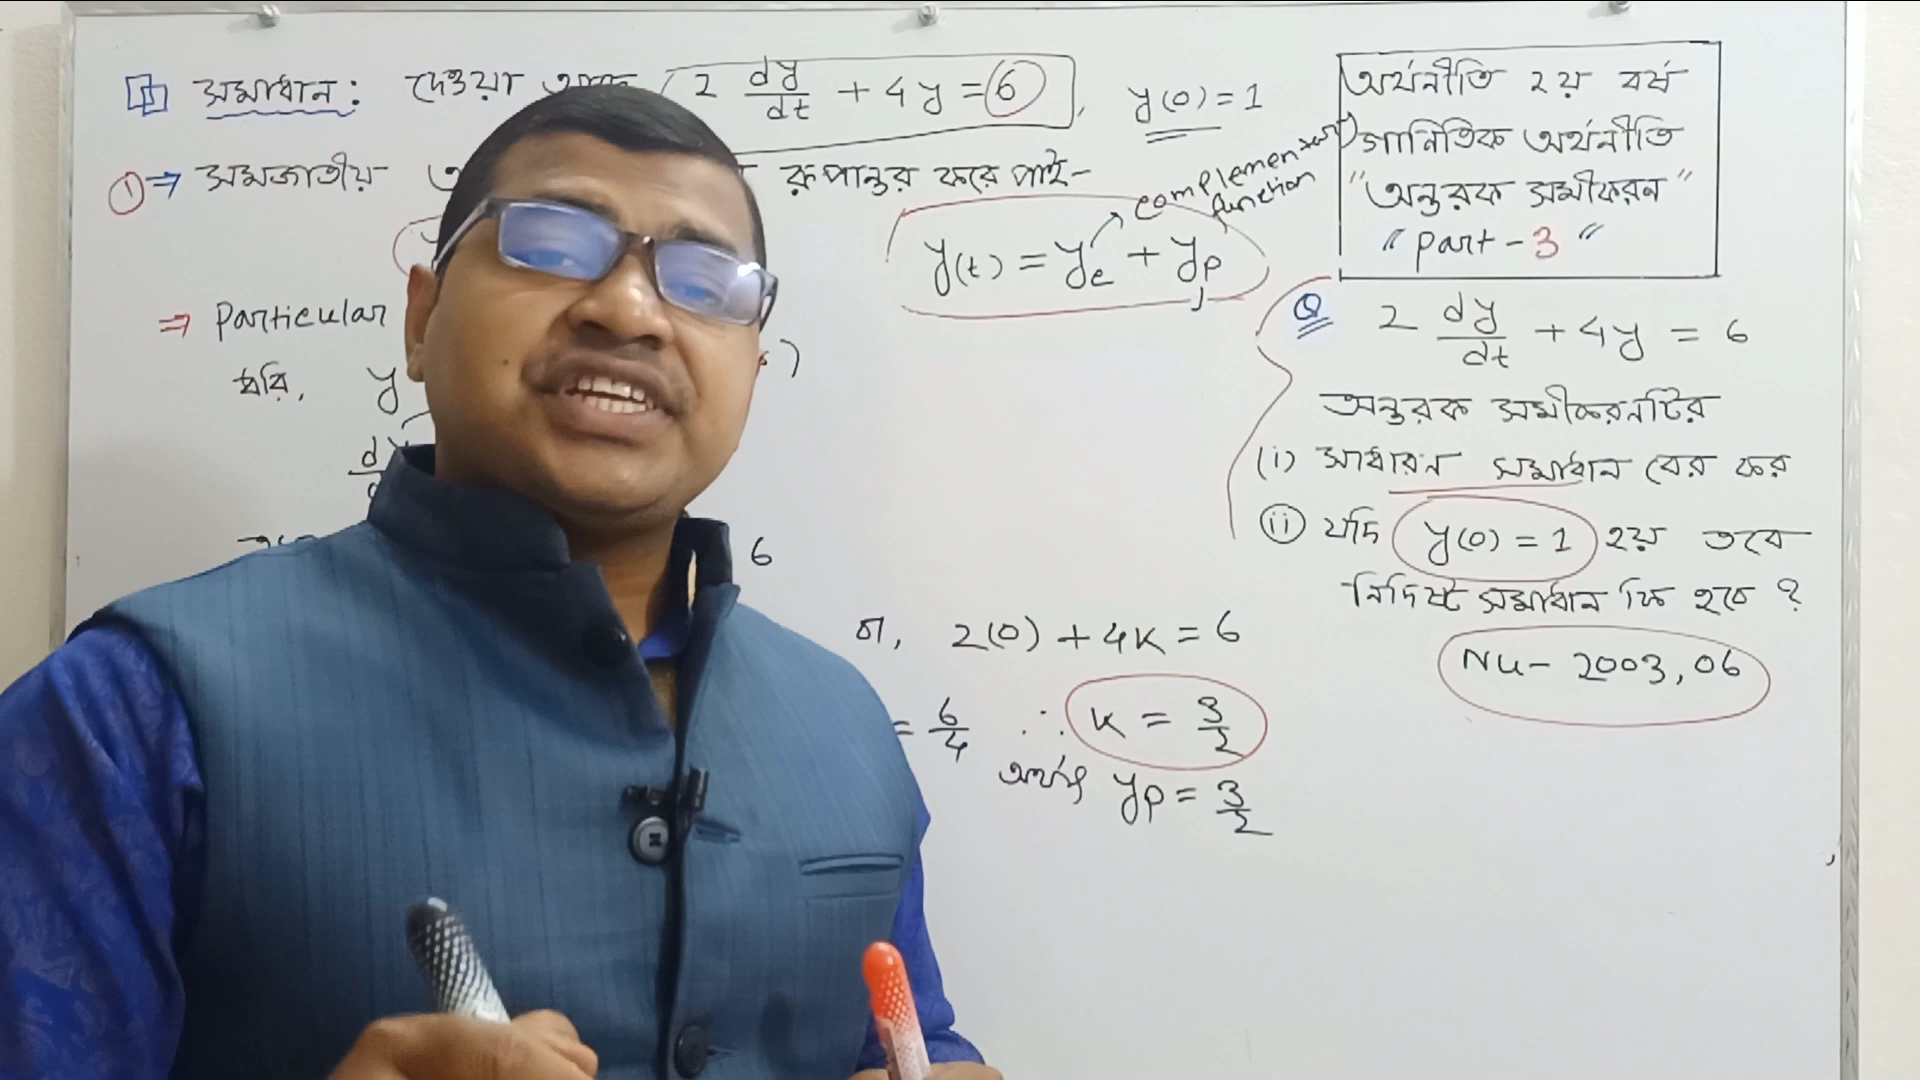 সমাধান: দেওয়া 2 dy/dt + 4y = 6, y(0) = 1
① ⇒ সমজাতীয় রূপান্তর করে পাই-
complementary function
y(t) = yc + yp
⇒ Particular
ধরি, y )
6
বা, 2(0) + 4K = 6
= 6/4 ∴ K = 3/2
অর্থাৎ yp = 3/2
অর্থনীতি ২য় বর্ষ
গানিতিক অর্থনীতি
"অন্তরক সমীকরন"
"Part - 3"
Q 2 dy/dt + 4y = 6
অন্তরক সমীকরনটির
(i) সাধারন সমাধান বের কর
(ii) যদি y(0) = 1 হয় তবে
নির্দিষ্ট সমাধান কি হবে ?
NU - 2003, 06